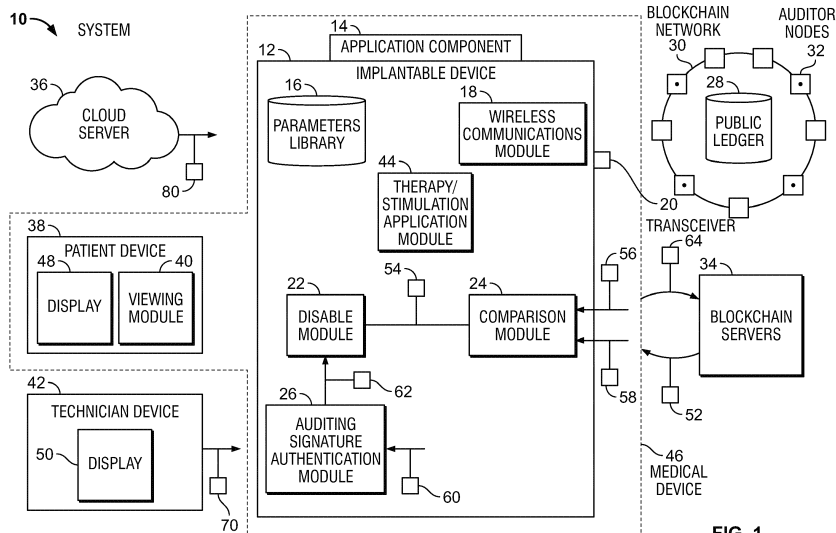 10
SYSTEM
36
CLOUD
SERVER
80
14
APPLICATION COMPONENT
12
IMPLANTABLE DEVICE
16
PARAMETERS
LIBRARY
18
WIRELESS
COMMUNICATIONS
MODULE
20
TRANSCEIVER
44
THERAPY/
STIMULATION
APPLICATION
MODULE
BLOCKCHAIN
NETWORK
30
AUDITOR
NODES
32
28
PUBLIC
LEDGER
38
PATIENT DEVICE
48
DISPLAY
40
VIEWING
MODULE
22
DISABLE
MODULE
54
24
COMPARISON
MODULE
56
58
64
34
BLOCKCHAIN
SERVERS
52
42
TECHNICIAN DEVICE
50
DISPLAY
70
26
AUDITING
SIGNATURE
AUTHENTICATION
MODULE
62
60
46
MEDICAL
DEVICE
FIG. 1